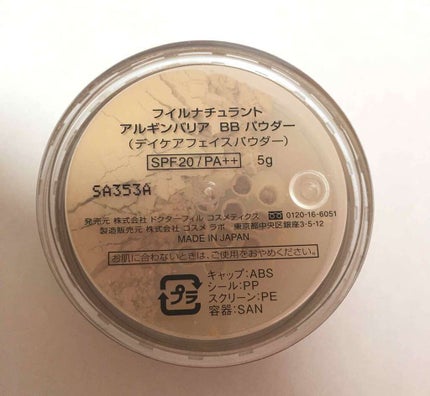 フイルナチュラント
アルギンバリア BB パウダー
(デイケアフェイスパウダー)
SPF20/PA++ 5g
SA353A
発売元 株式会社 ドクターフィル コスメティクス 0120-16-6051
製造販売元 株式会社 コスメ ラボ 東京都中央区銀座3-5-12
MADE IN JAPAN
お肌に合わないときは、ご使用をおやめください。
プラ
キャップ:ABS
シール:PP
スクリーン:PE
容器:SAN